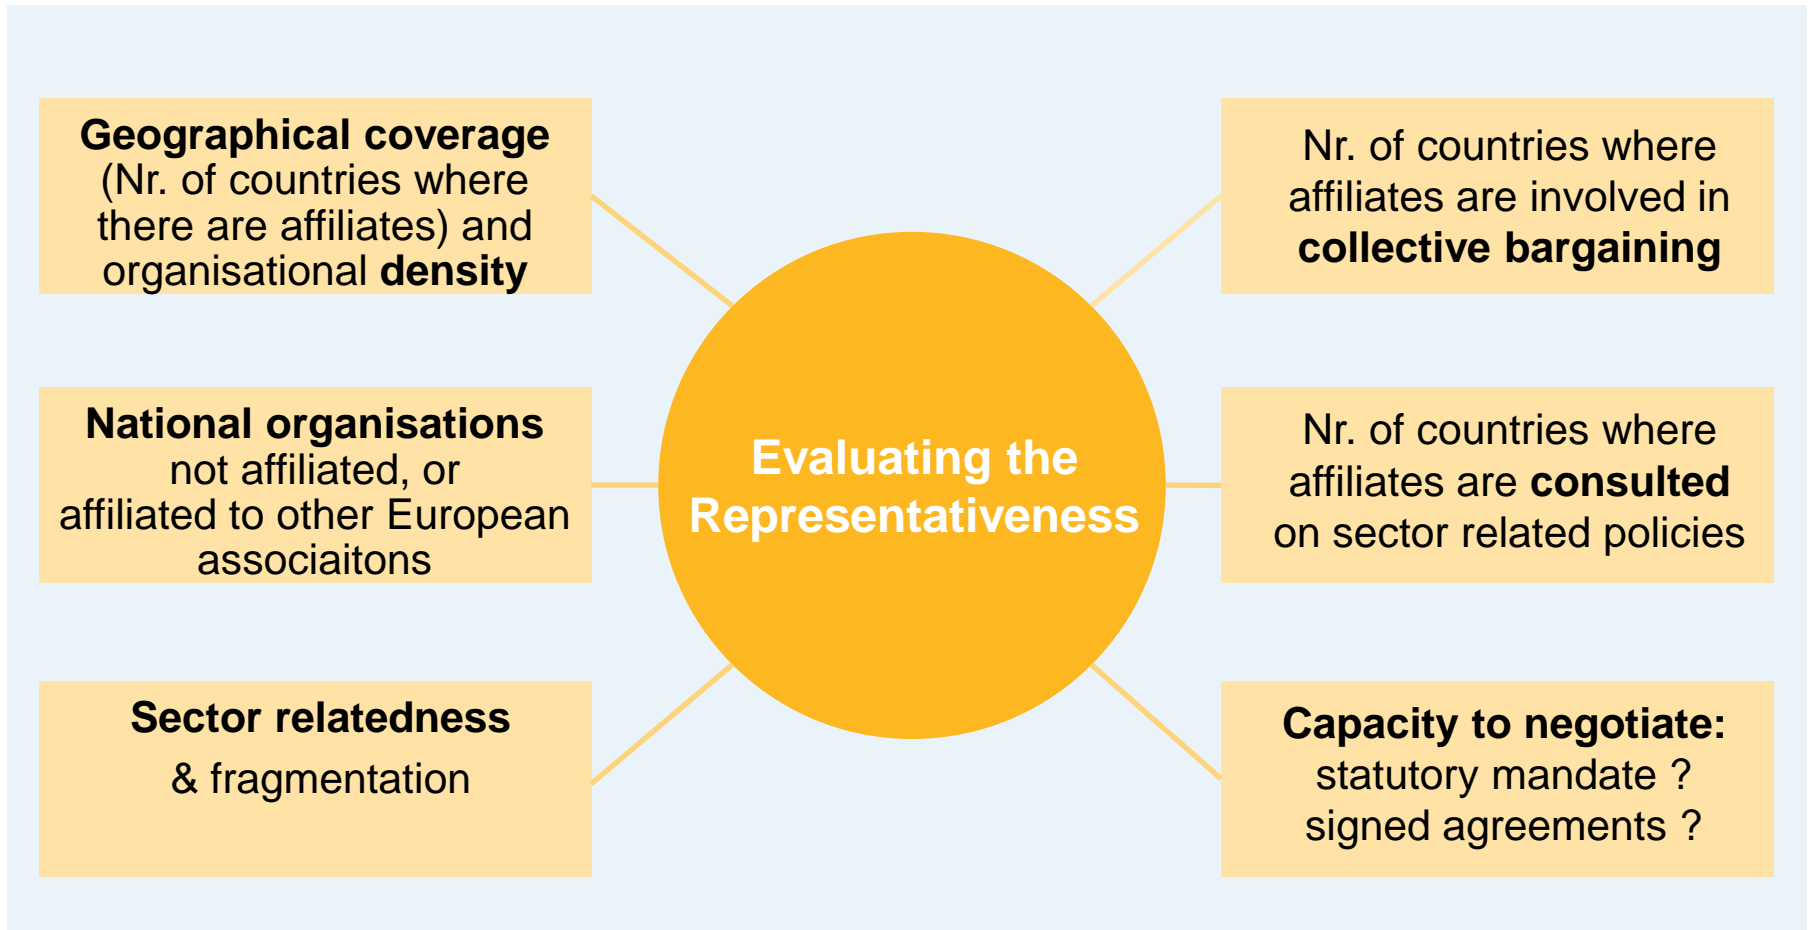 Geographical coverage
(Nr. of countries where
there are affiliates) and
organisational density
National organisations
not affiliated, or
affiliated to other European
associaitons
Sector relatedness
& fragmentation
Evaluating the
Representativeness
Nr. of countries where
affiliates are involved in
collective bargaining
Nr. of countries where
affiliates are consulted
on sector related policies
Capacity to negotiate:
statutory mandate ?
signed agreements ?